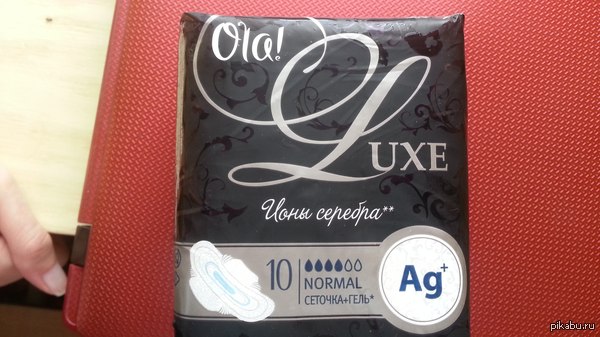 Ola!
LUXE
Ионы серебра**
10
NORMAL
СЕТОЧКА+ГЕЛЬ*
Ag+
pikabu.ru